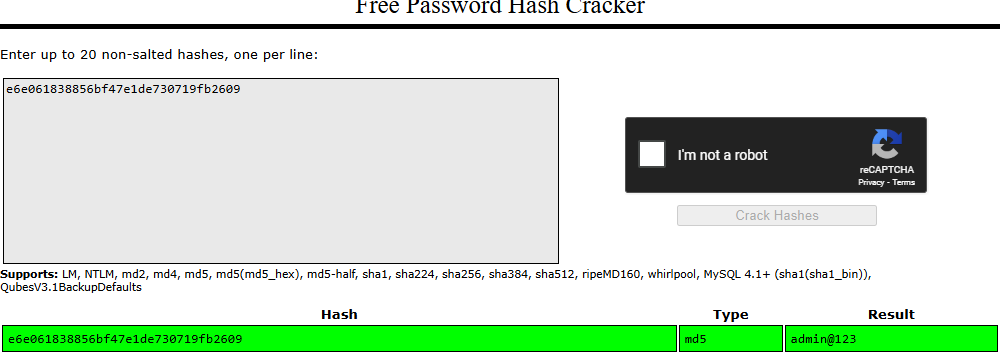 Free Password Hash Cracker
Enter up to 20 non-salted hashes, one per line:
e6e061838856bf47e1de730719fb2609
I'm not a robot
reCAPTCHA
Privacy - Terms
Crack Hashes
Supports: LM, NTLM, md2, md4, md5, md5(md5_hex), md5-half, sha1, sha224, sha256, sha384, sha512, ripeMD160, whirlpool, MySQL 4.1+ (sha1(sha1_bin)),
QubesV3.1BackupDefaults
Hash Type Result
e6e061838856bf47e1de730719fb2609 md5 admin@123